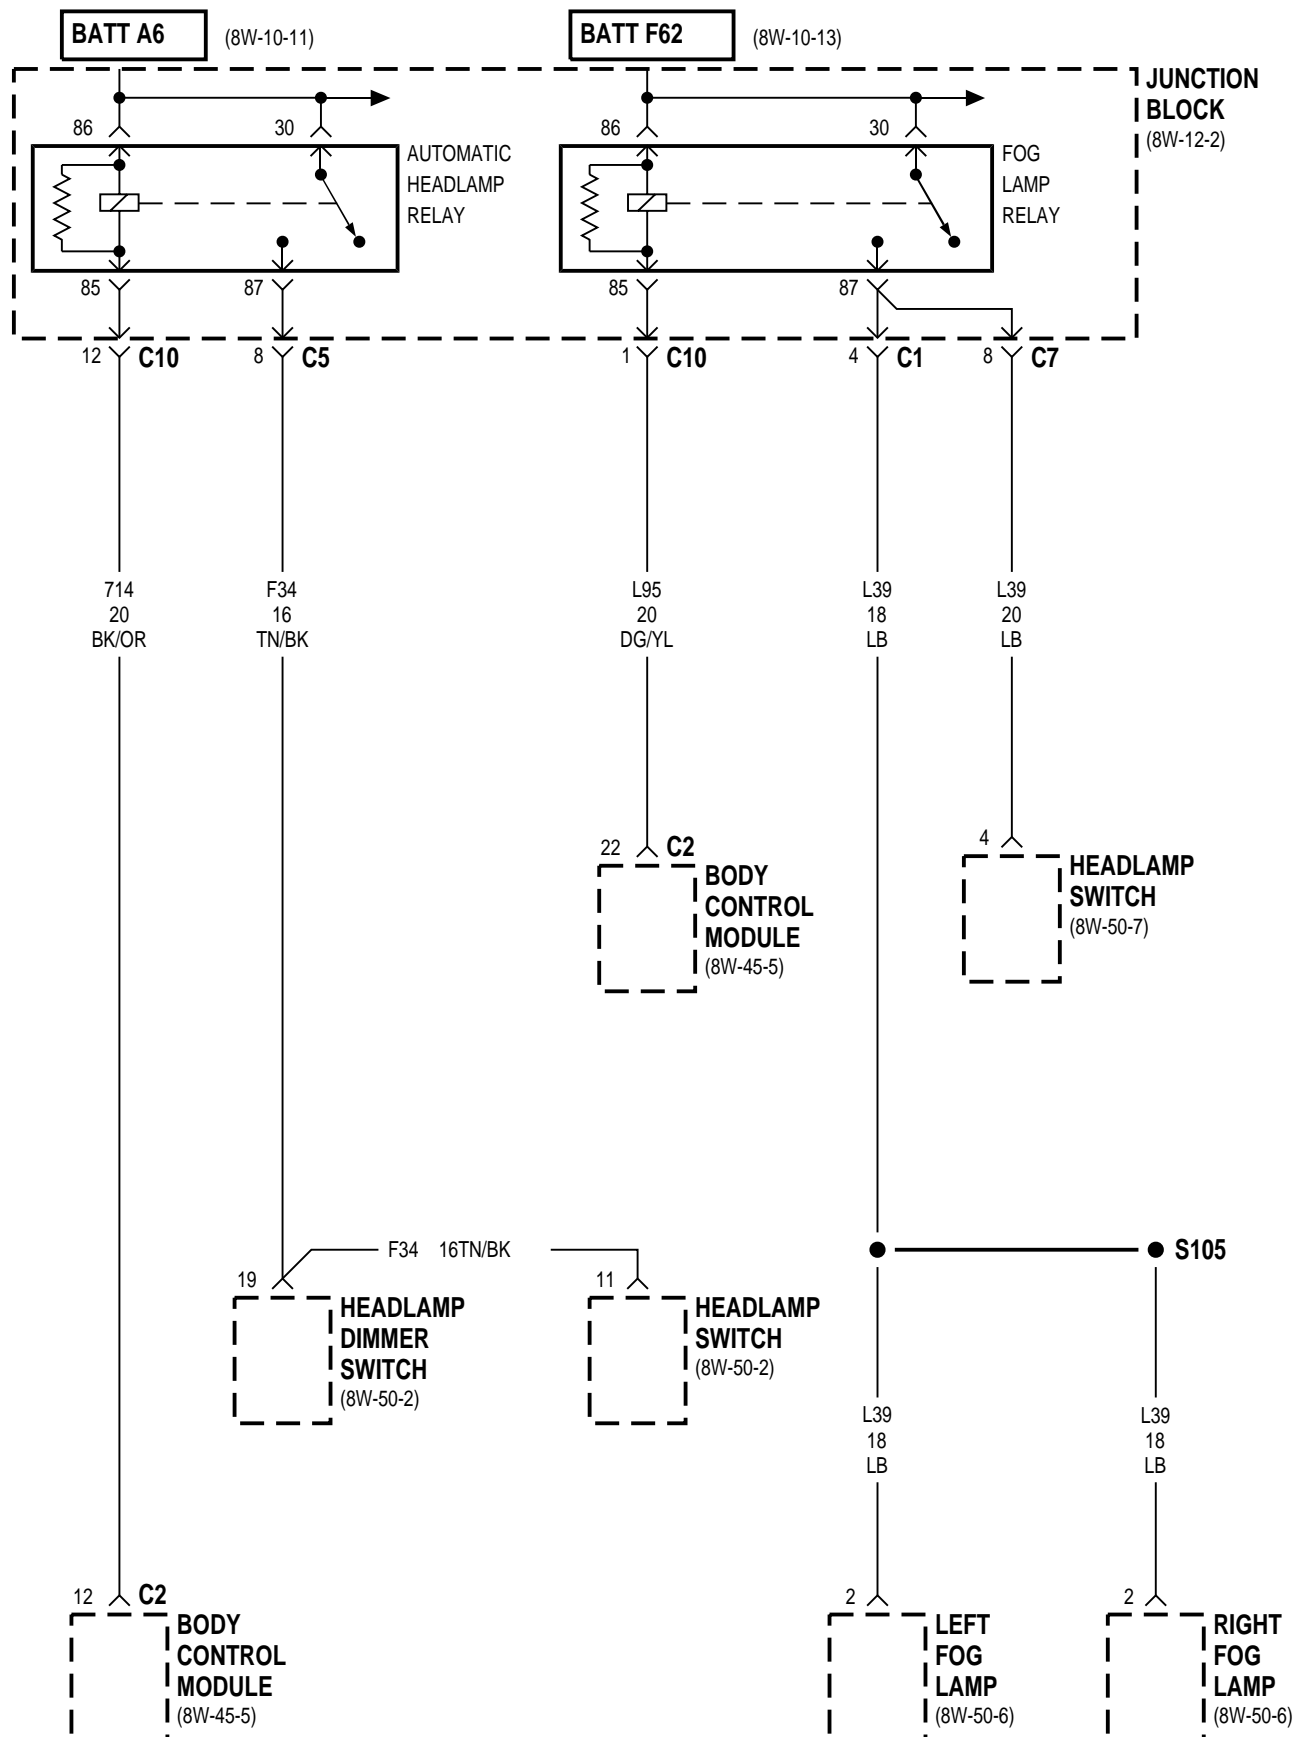 BATT A6
(8W-10-11)
BATT F62
(8W-10-13)
JUNCTION
BLOCK
(8W-12-2)
86
30
86
30
AUTOMATIC
HEADLAMP
RELAY
FOG
LAMP
RELAY
85
87
85
87
12
C10
8
C5
1
C10
4
C1
8
C7
714
20
BK/OR
F34
16
TN/BK
L95
20
DG/YL
L39
18
LB
L39
20
LB
22
C2
BODY
CONTROL
MODULE
(8W-45-5)
4
HEADLAMP
SWITCH
(8W-50-7)
F34 16TN/BK
S105
19
HEADLAMP
DIMMER
SWITCH
(8W-50-2)
11
HEADLAMP
SWITCH
(8W-50-2)
L39
18
LB
L39
18
LB
12
C2
BODY
CONTROL
MODULE
(8W-45-5)
2
LEFT
FOG
LAMP
(8W-50-6)
2
RIGHT
FOG
LAMP
(8W-50-6)